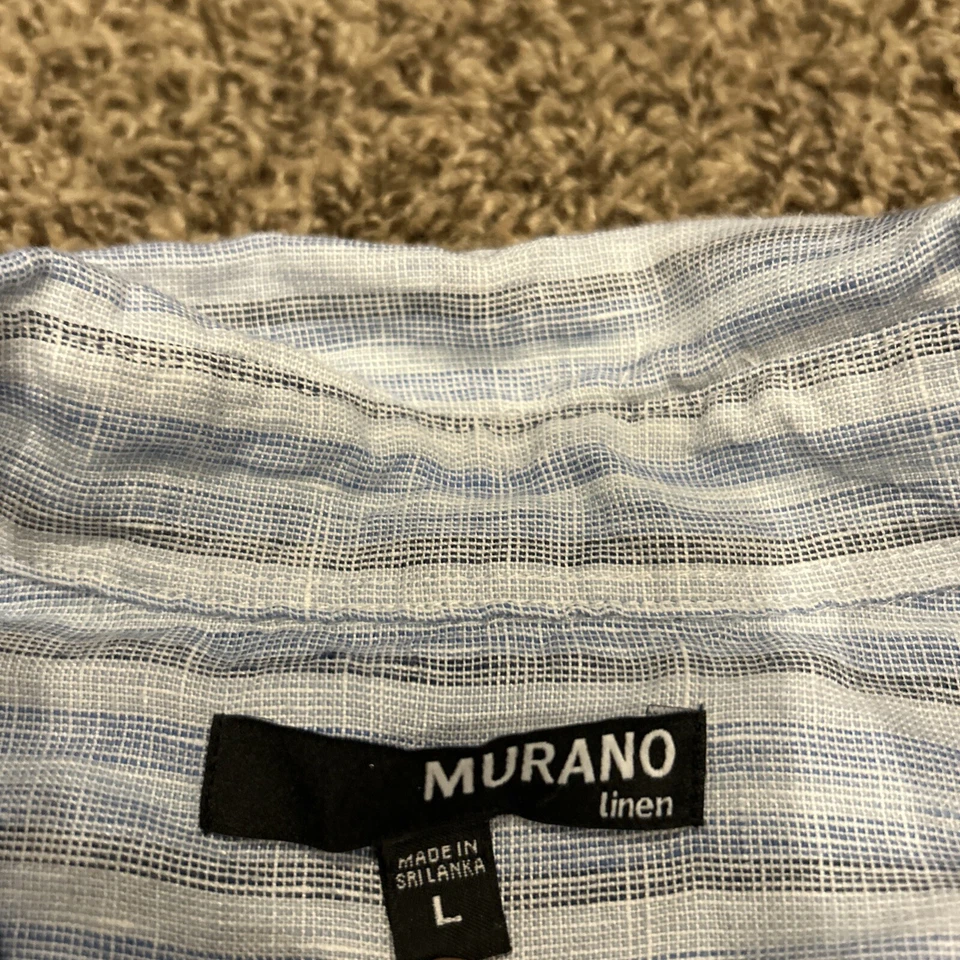 MURANO
linen
MADE IN
SRI LANKA
L